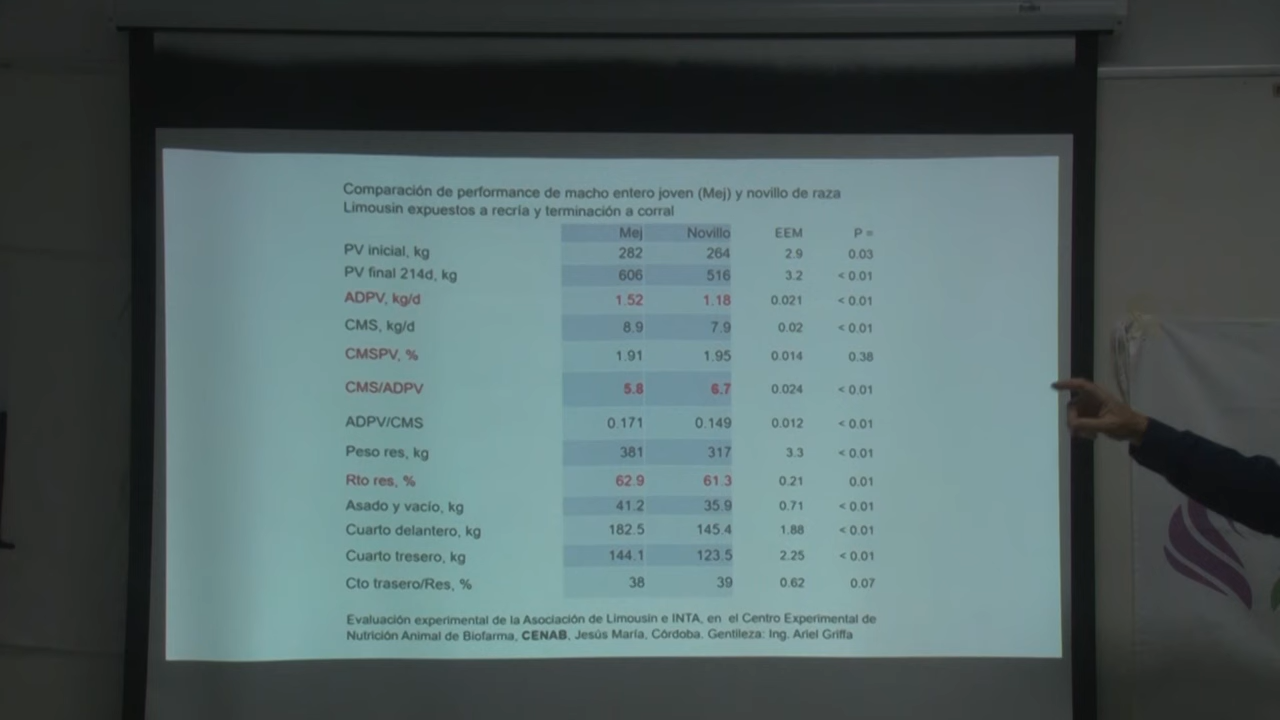 Comparación de performance de macho entero joven (Mej) y novillo de raza
Limousin expuestos a recría y terminación a corral
Mej Novillo EEM P =
PV inicial, kg 282 264 2.9 0.03
PV final 214d, kg 606 516 3.2 < 0.01
ADPV, kg/d 1.52 1.18 0.021 < 0.01
CMS, kg/d 8.9 7.9 0.02 < 0.01
CMSPV, % 1.91 1.95 0.014 0.38
CMS/ADPV 5.8 6.7 0.024 < 0.01
ADPV/CMS 0.171 0.149 0.012 < 0.01
Peso res, kg 381 317 3.3 < 0.01
Rto res, % 62.9 61.3 0.21 0.01
Asado y vacío, kg 41.2 35.9 0.71 < 0.01
Cuarto delantero, kg 182.5 145.4 1.88 < 0.01
Cuarto tresero, kg 144.1 123.5 2.25 < 0.01
Cto trasero/Res, % 38 39 0.62 0.07
Evaluación experimental de la Asociación de Limousin e INTA, en el Centro Experimental de
Nutrición Animal de Biofarma, CENAB, Jesús María, Córdoba. Gentileza: Ing. Ariel Griffa